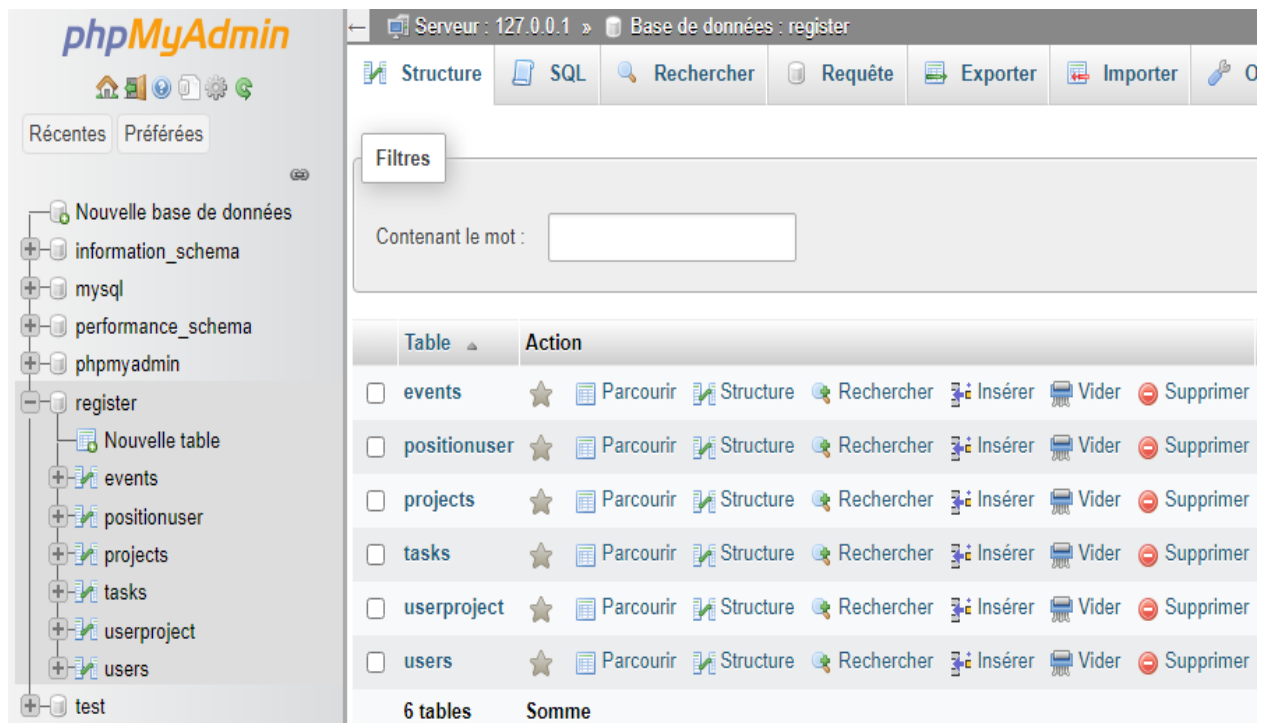 phpMyAdmin
Récentes Préférées
Nouvelle base de données
information_schema
mysql
performance_schema
phpmyadmin
register
Nouvelle table
events
positionuser
projects
tasks
userproject
users
test
← Serveur : 127.0.0.1 » Base de données : register
Structure SQL Rechercher Requête Exporter Importer
Filtres
Contenant le mot :
Table Action
events Parcourir Structure Rechercher Insérer Vider Supprimer
positionuser Parcourir Structure Rechercher Insérer Vider Supprimer
projects Parcourir Structure Rechercher Insérer Vider Supprimer
tasks Parcourir Structure Rechercher Insérer Vider Supprimer
userproject Parcourir Structure Rechercher Insérer Vider Supprimer
users Parcourir Structure Rechercher Insérer Vider Supprimer
6 tables Somme